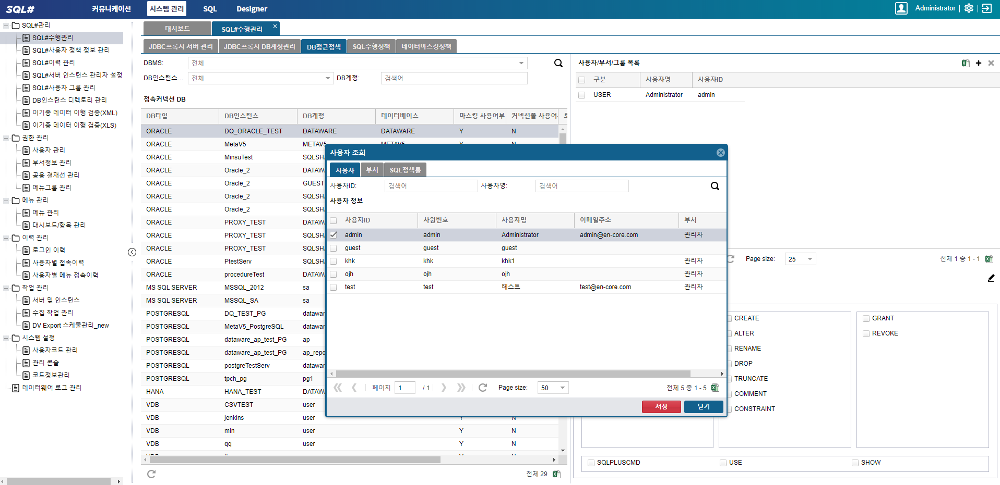 SQL# 커뮤니케이션 시스템 관리 SQL Designer Administrator
SQL#관리
SQL#수행관리
SQL#사용자 정책 정보 관리
SQL#이력 관리
SQL#서버 인스턴스 관리자 설정
SQL#사용자 그룹 관리
DB인스턴스 디렉토리 관리
이기종 데이터 이행 검증(XML)
이기종 데이터 이행 검증(XLS)
권한 관리
사용자 관리
부서정보 관리
공용 결재선 관리
메뉴그룹 관리
메뉴 관리
메뉴 관리
대시보드/항목 관리
이력 관리
로그인 이력
사용자별 접속이력
사용자별 메뉴 접속이력
작업 관리
서버 및 인스턴스
수집 작업 관리
DV Export 스케줄관리_new
시스템 설정
사용자코드 관리
관리 콘솔
코드정보관리
데이터웨어 로그 관리
대시보드 SQL#수행관리
JDBC프록시 서버 관리 JDBC프록시 DB계정관리 DB접근정책 SQL수행정책 데이터마스킹정책
DBMS: 전체
DB인스턴스... 전체 DB계정: 검색어
접속커넥션 DB
DB타입 DB인스턴스 DB계정 데이터베이스 마스킹 사용여부 커넥션풀 사용여
ORACLE DQ_ORACLE_TEST DATAWARE DATAWARE Y N
ORACLE MetaV5 METAV5 METAV5 Y N
ORACLE MinsuTest SQLSH
ORACLE Oracle_2 DATAW
ORACLE Oracle_2 GUEST
ORACLE Oracle_2 SQLSH
ORACLE Oracle_2 SQLSH
ORACLE PROXY_TEST DATAW
ORACLE PROXY_TEST SQLSH
ORACLE PROXY_TEST SQLSH
ORACLE PtestServ SQLSH
ORACLE procedureTest DATAW
MS SQL SERVER MSSQL_2012 sa
MS SQL SERVER MSSQL_SA sa
POSTGRESQL DQ_TEST_PG datawar
POSTGRESQL MetaV5_PostgreSQL datawar
POSTGRESQL dataware_ap_test_PG ap
POSTGRESQL dataware_ap_test_PG ap_repo
POSTGRESQL postgreTestServ datawar
POSTGRESQL tpch_pg pg1
HANA HANA_TEST DATAW
VDB CSVTEST user
VDB jenkins user Y N
VDB min user Y N
VDB qq user Y N
전체 29
사용자/부서/그룹 목록
구분 사용자명 사용자ID
USER Administrator admin
Page size: 25 전체 1 중 1 - 1
CREATE
ALTER
RENAME
DROP
TRUNCATE
COMMENT
CONSTRAINT
GRANT
REVOKE
SQLPLUSCMD USE SHOW
사용자 조회
사용자 부서 SQL정책롤
사용자ID: 검색어 사용자명: 검색어
사용자 정보
사용자ID 사원번호 사용자명 이메일주소 부서
admin admin Administrator admin@en-core.com 관리자
guest guest guest
khk khk khk1 관리자
ojh ojh ojh 관리자
test test 테스트 test@en-core.com 관리자
페이지 1 / 1 Page size: 50 전체 5 중 1 - 5
저장 닫기